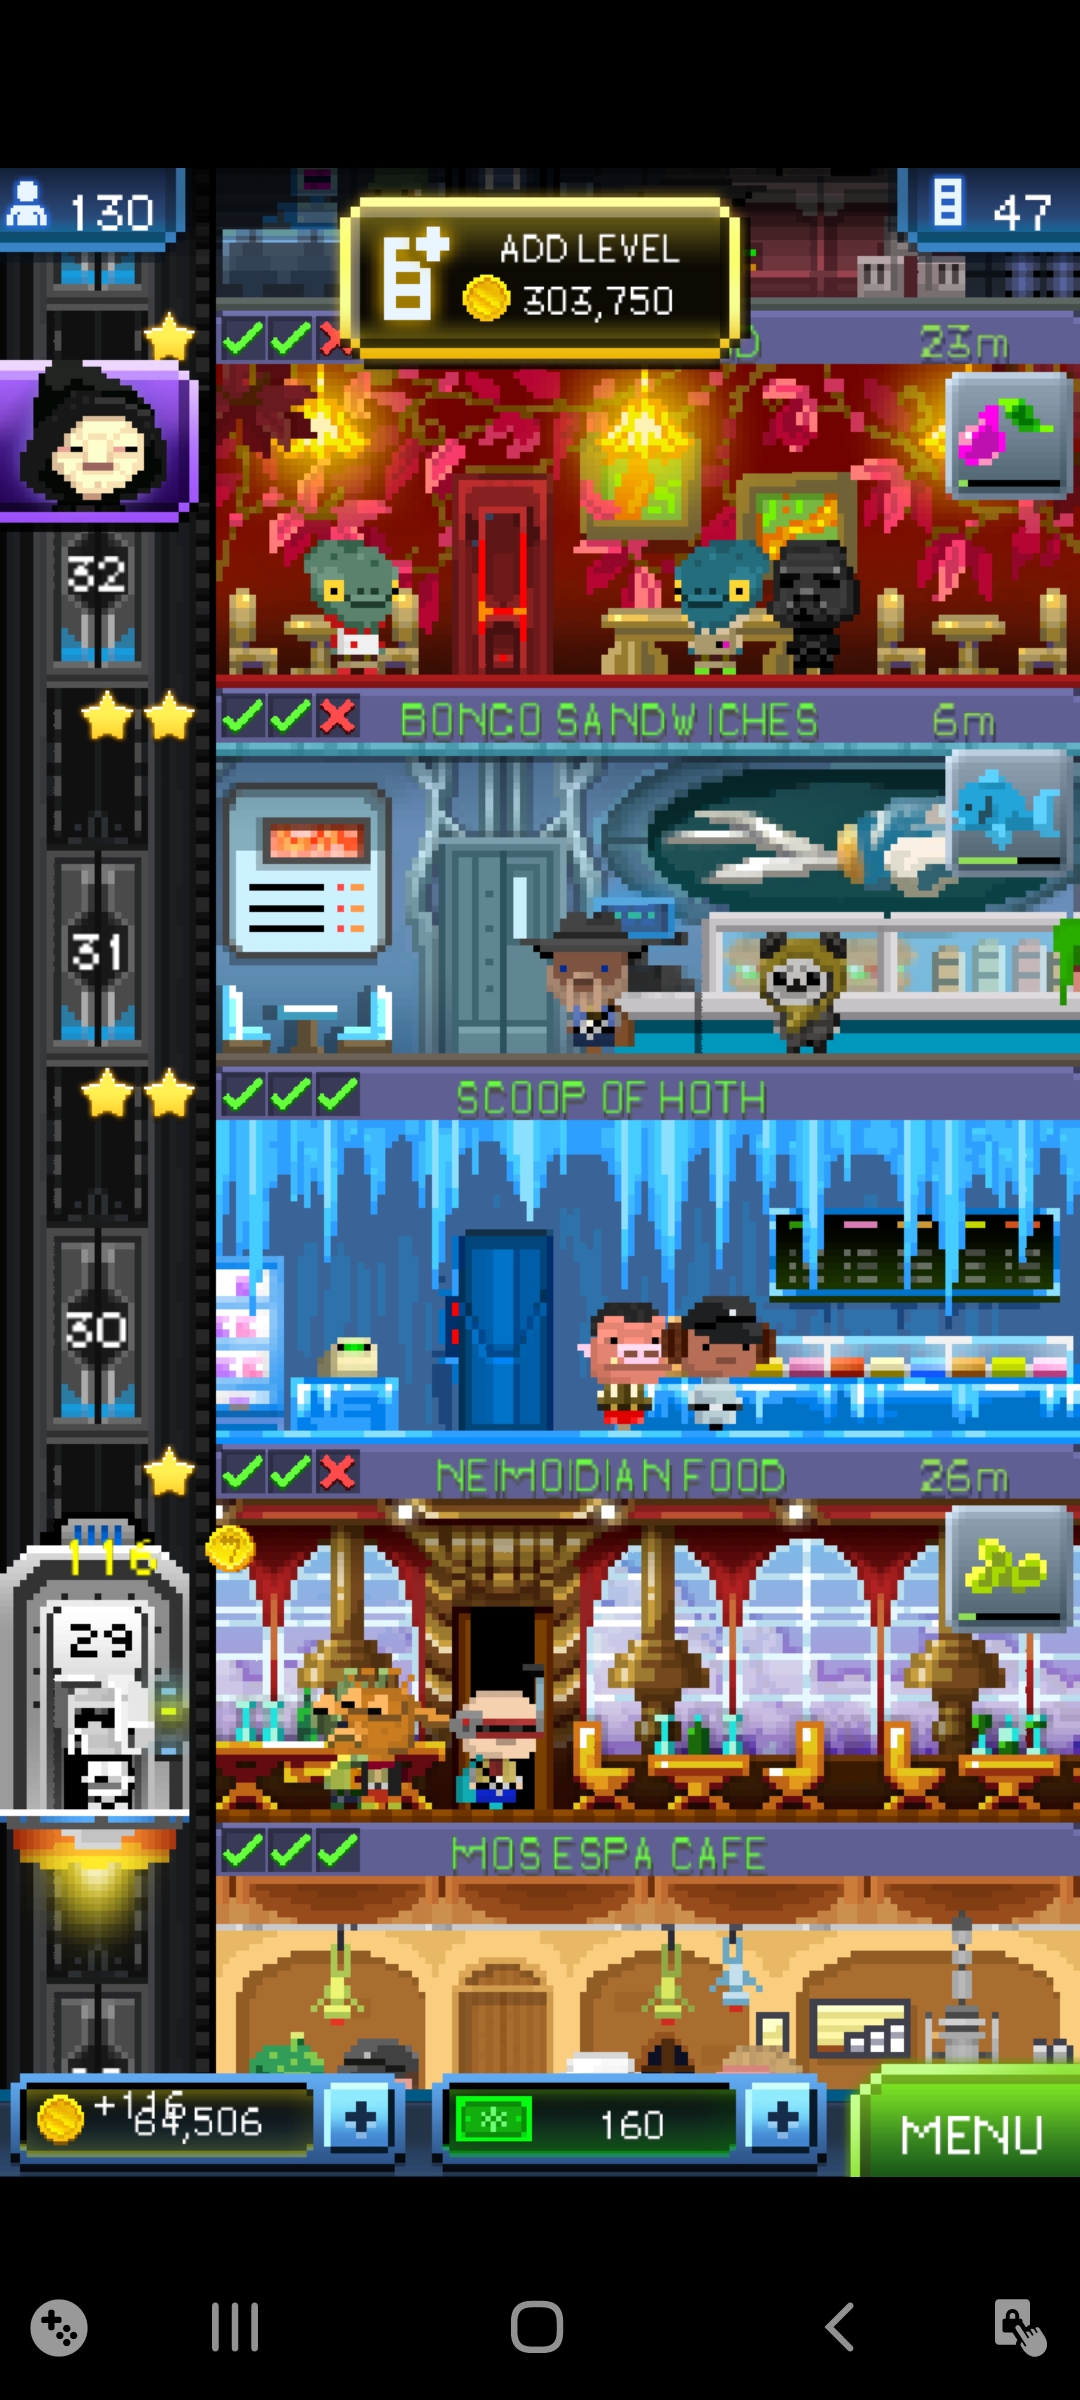 130
47
ADD LEVEL
303,750
23m
32
BONGO SANDWICHES
6m
31
SCOOP OF HOTH
30
NEIMOIDIAN FOOD
26m
116
29
MOS ESPA CAFE
+116
64,506
160
MENU